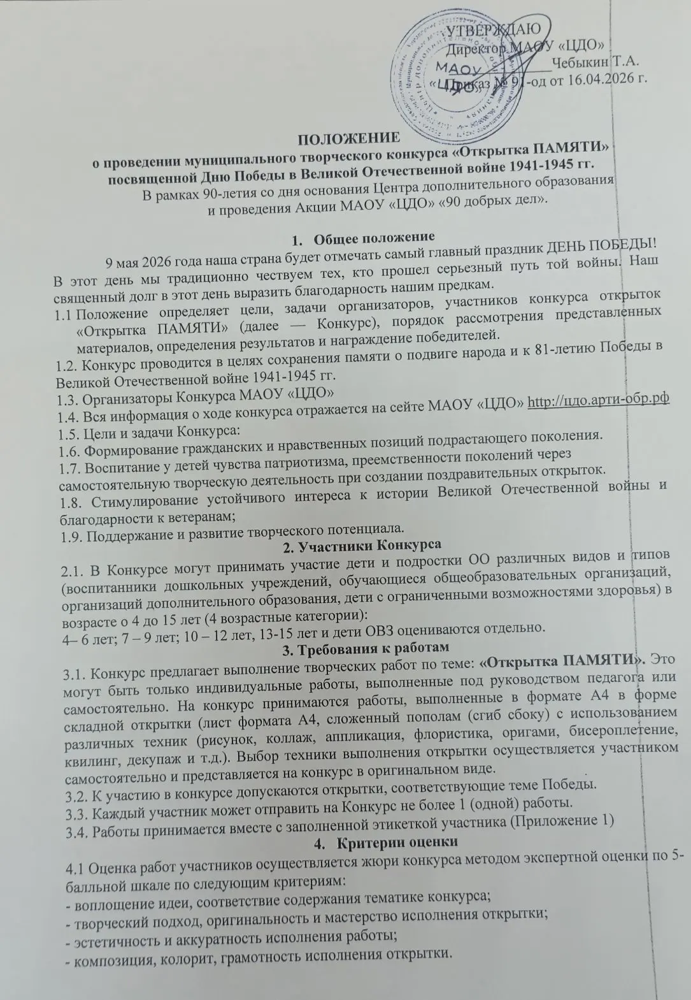 УТВЕРЖДАЮ
Директор МАОУ «ЦДО»
Чебыкин Т.А.
Приказ № 91-од от 16.04.2026 г.
МАОУ
«ЦДО»
ПОЛОЖЕНИЕ
о проведении муниципального творческого конкурса «Открытка ПАМЯТИ»
посвященной Дню Победы в Великой Отечественной войне 1941-1945 гг.
В рамках 90-летия со дня основания Центра дополнительного образования
и проведения Акции МАОУ «ЦДО» «90 добрых дел».
1. Общее положение
9 мая 2026 года наша страна будет отмечать самый главный праздник ДЕНЬ ПОБЕДЫ!
В этот день мы традиционно чествуем тех, кто прошел серьезный путь той войны. Наш
священный долг в этот день выразить благодарность нашим предкам.
1.1 Положение определяет цели, задачи организаторов, участников конкурса открыток
«Открытка ПАМЯТИ» (далее — Конкурс), порядок рассмотрения представленных
материалов, определения результатов и награждение победителей.
1.2. Конкурс проводится в целях сохранения памяти о подвиге народа и к 81-летию Победы в
Великой Отечественной войне 1941-1945 гг.
1.3. Организаторы Конкурса МАОУ «ЦДО»
1.4. Вся информация о ходе конкурса отражается на сейте МАОУ «ЦДО» http://цдо.арти-обр.рф
1.5. Цели и задачи Конкурса:
1.6. Формирование гражданских и нравственных позиций подрастающего поколения.
1.7. Воспитание у детей чувства патриотизма, преемственности поколений через
самостоятельную творческую деятельность при создании поздравительных открыток.
1.8. Стимулирование устойчивого интереса к истории Великой Отечественной войны и
благодарности к ветеранам;
1.9. Поддержание и развитие творческого потенциала.
2. Участники Конкурса
2.1. В Конкурсе могут принимать участие дети и подростки ОО различных видов и типов
(воспитанники дошкольных учреждений, обучающиеся общеобразовательных организаций,
организаций дополнительного образования, дети с ограниченными возможностями здоровья) в
возрасте о 4 до 15 лет (4 возрастные категории):
4– 6 лет; 7 – 9 лет; 10 – 12 лет, 13-15 лет и дети ОВЗ оцениваются отдельно.
3. Требования к работам
3.1. Конкурс предлагает выполнение творческих работ по теме: «Открытка ПАМЯТИ». Это
могут быть только индивидуальные работы, выполненные под руководством педагога или
самостоятельно. На конкурс принимаются работы, выполненные в формате А4 в форме
складной открытки (лист формата А4, сложенный пополам (сгиб сбоку) с использованием
различных техник (рисунок, коллаж, аппликация, флористика, оригами, бисероплетение,
квилинг, декупаж и т.д.). Выбор техники выполнения открытки осуществляется участником
самостоятельно и представляется на конкурс в оригинальном виде.
3.2. К участию в конкурсе допускаются открытки, соответствующие теме Победы.
3.3. Каждый участник может отправить на Конкурс не более 1 (одной) работы.
3.4. Работы принимается вместе с заполненной этикеткой участника (Приложение 1)
4. Критерии оценки
4.1 Оценка работ участников осуществляется жюри конкурса методом экспертной оценки по 5-
балльной шкале по следующим критериям:
- воплощение идеи, соответствие содержания тематике конкурса;
- творческий подход, оригинальность и мастерство исполнения открытки;
- эстетичность и аккуратность исполнения работы;
- композиция, колорит, грамотность исполнения открытки.